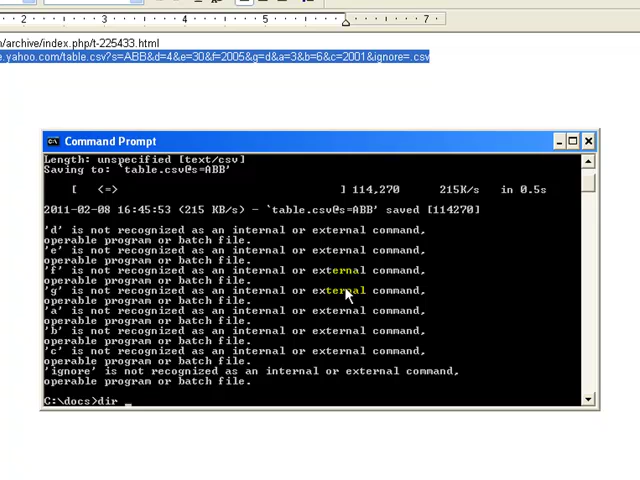 2 3 4 5 6 7
/archive/index.php/t-225433.html
e.yahoo.com/table.csv?s=ABB&d=4&e=30&f=2005&g=d&a=3&b=6&c=2001&ignore=.csv
Command Prompt
Length: unspecified [text/csv]
Saving to: `table.csv@s=ABB'
[ <=> ] 114,270 215K/s in 0.5s
2011-02-08 16:45:53 (215 KB/s) - `table.csv@s=ABB' saved [114270]
'd' is not recognized as an internal or external command,
operable program or batch file.
'e' is not recognized as an internal or external command,
operable program or batch file.
'f' is not recognized as an internal or external command,
operable program or batch file.
'g' is not recognized as an internal or external command,
operable program or batch file.
'a' is not recognized as an internal or external command,
operable program or batch file.
'b' is not recognized as an internal or external command,
operable program or batch file.
'c' is not recognized as an internal or external command,
operable program or batch file.
'ignore' is not recognized as an internal or external command,
operable program or batch file.
C:\docs>dir _